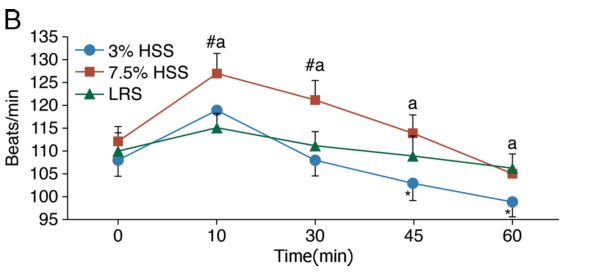 B
Beats/min
135
130
125
120
115
110
105
100
95
3% HSS
7.5% HSS
LRS
#a
#a
a
a
*
*
0 10 30 45 60
Time(min)